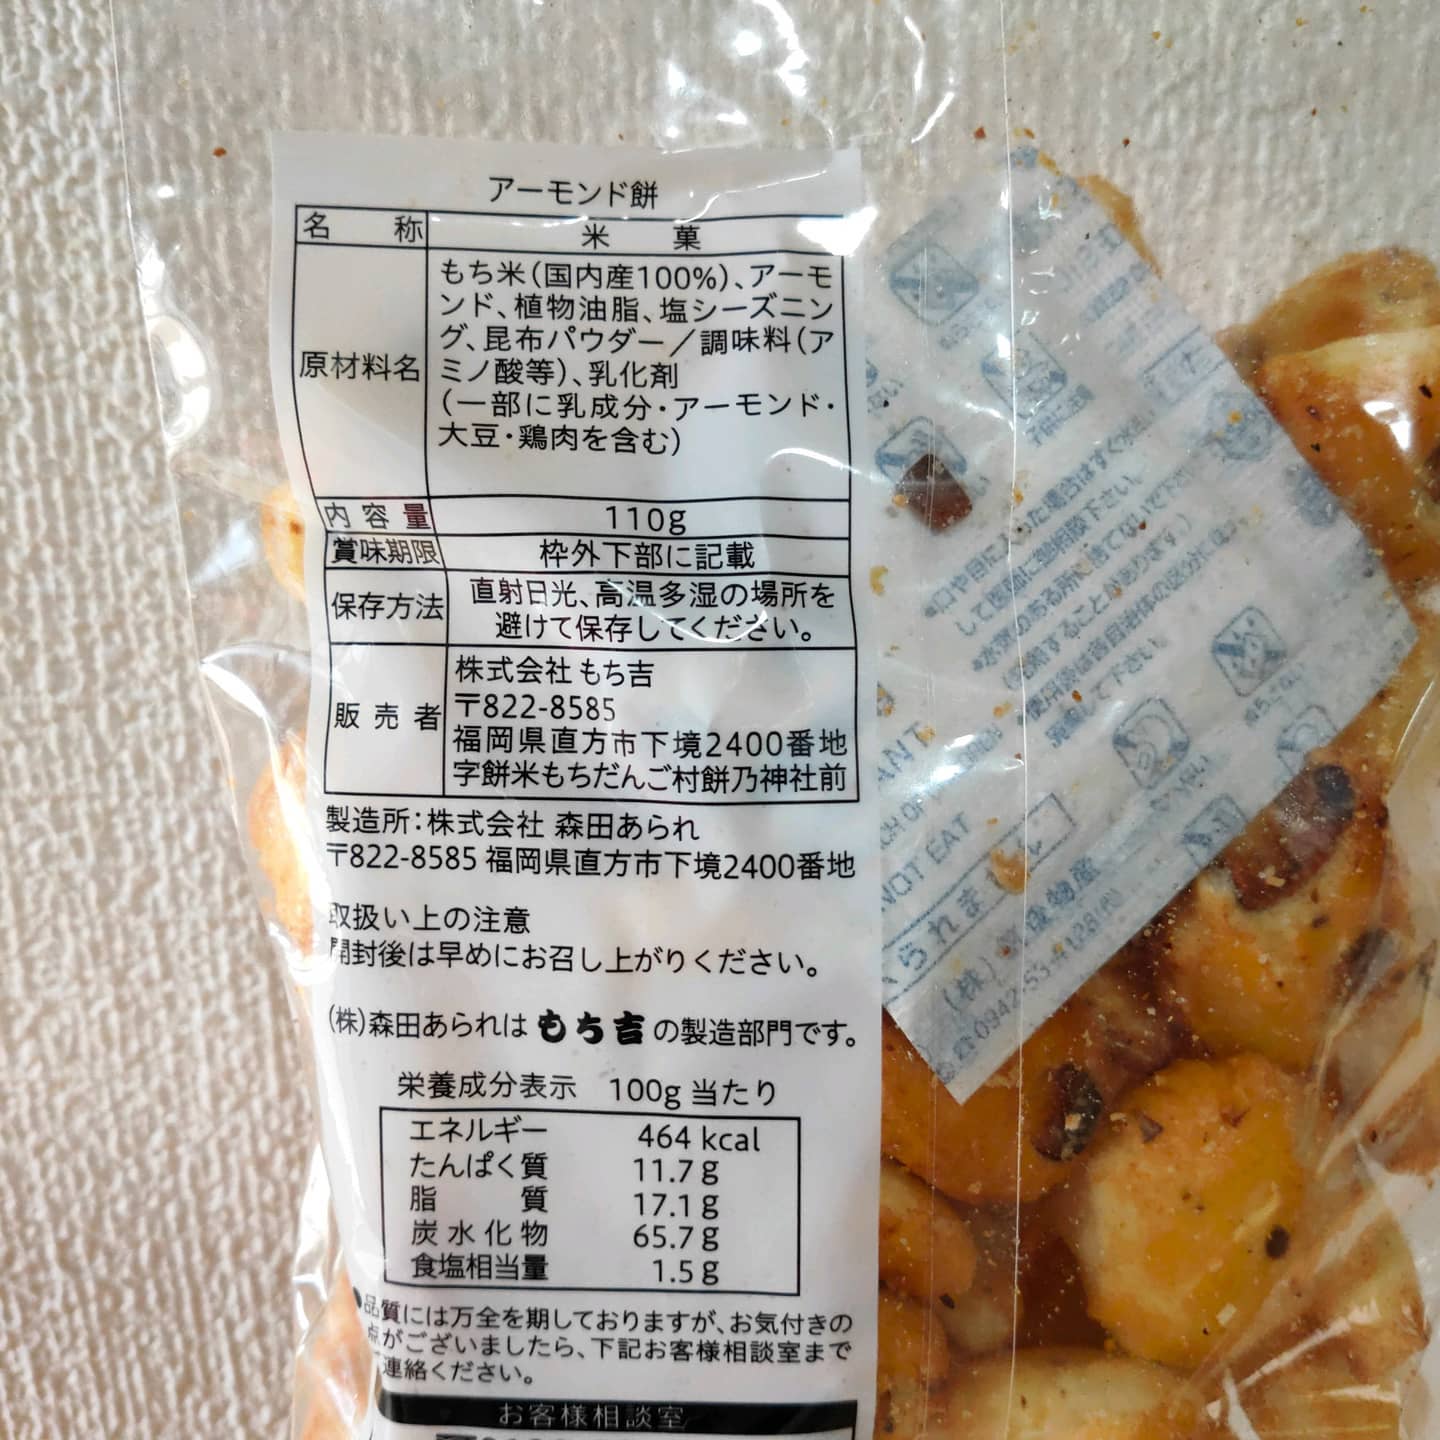 アーモンド餅
名 称 米 菓
原材料名 もち米(国内産100%)、アーモ
ンド、植物油脂、塩シーズニン
グ、昆布パウダー/調味料(ア
ミノ酸等)、乳化剤
(一部に乳成分・アーモンド・
大豆・鶏肉を含む)
内容量 110g
賞味期限 枠外下部に記載
保存方法 直射日光、高温多湿の場所を
避けて保存してください。
販売者 株式会社 もち吉
〒822-8585
福岡県直方市下境2400番地
字餅米もちだんご村餅乃神社前
製造所:株式会社 森田あられ
〒822-8585 福岡県直方市下境2400番地
取扱い上の注意
開封後は早めにお召し上がりください。
(株)森田あられは もち吉 の製造部門です。
栄養成分表示 100g 当たり
エネルギー 464 kcal
たんぱく質 11.7g
脂 質 17.1g
炭水化物 65.7g
食塩相当量 1.5g
●品質には万全を期しておりますが、お気付きの
点がございましたら、下記お客様相談室まで
連絡ください。
お客様相談室
NOT EAT